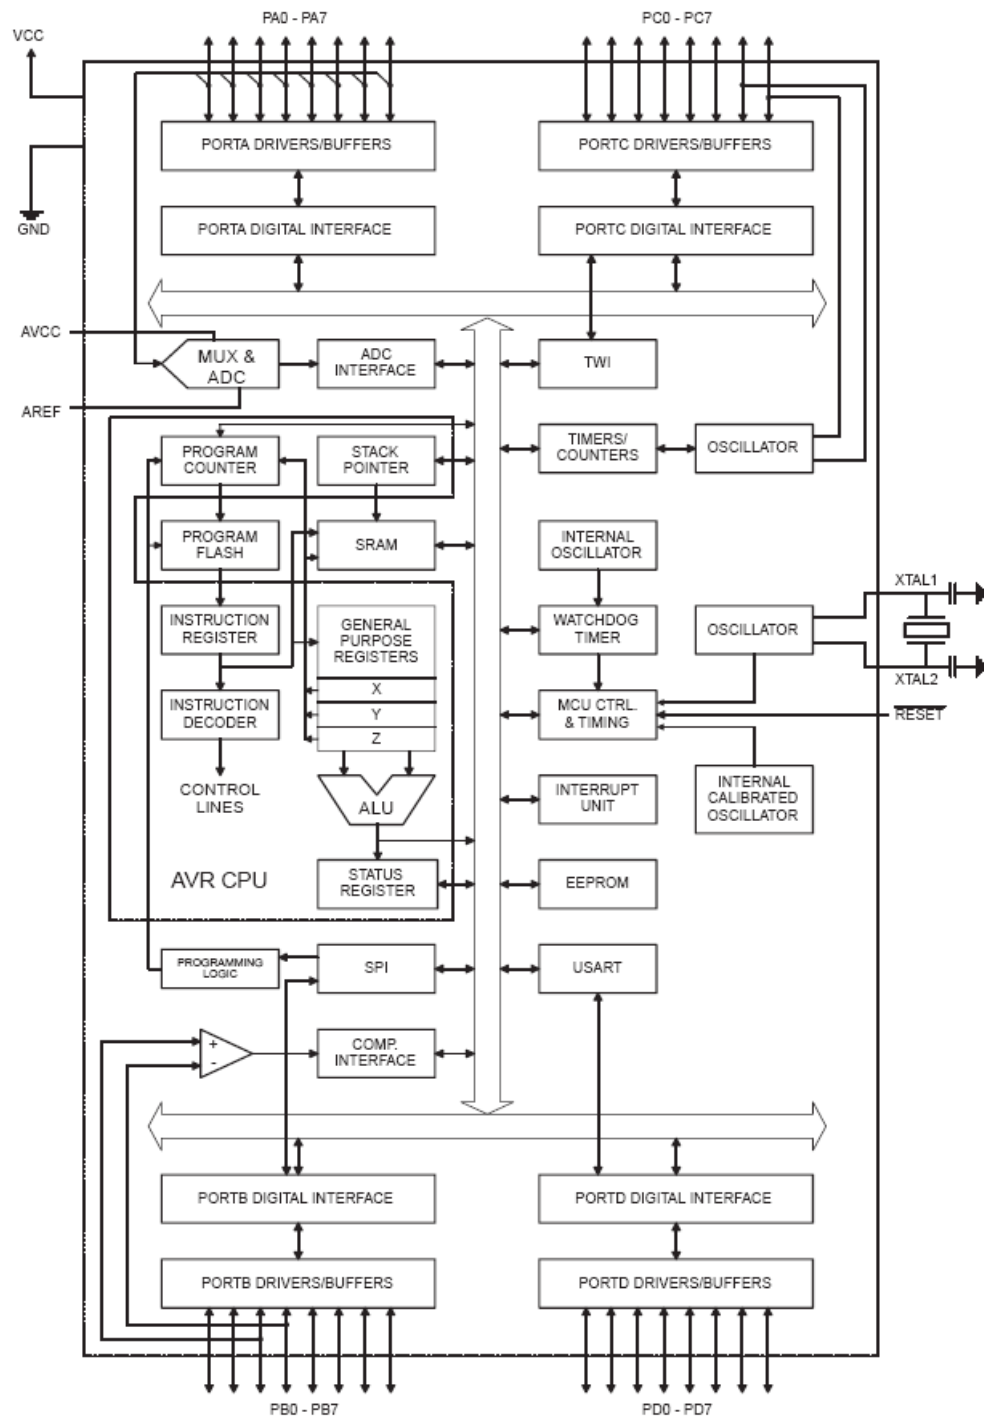 PA0 - PA7
PC0 - PC7
VCC
PORTA DRIVERS/BUFFERS
PORTC DRIVERS/BUFFERS
GND
PORTA DIGITAL INTERFACE
PORTC DIGITAL INTERFACE
AVCC
MUX &
ADC
ADC
INTERFACE
TWI
AREF
PROGRAM
COUNTER
STACK
POINTER
TIMERS/
COUNTERS
OSCILLATOR
PROGRAM
FLASH
SRAM
INTERNAL
OSCILLATOR
XTAL1
INSTRUCTION
REGISTER
GENERAL
PURPOSE
REGISTERS
WATCHDOG
TIMER
OSCILLATOR
XTAL2
X
INSTRUCTION
DECODER
Y
Z
MCU CTRL.
& TIMING
RESET
CONTROL
LINES
ALU
INTERRUPT
UNIT
INTERNAL
CALIBRATED
OSCILLATOR
AVR CPU
STATUS
REGISTER
EEPROM
PROGRAMMING
LOGIC
SPI
USART
+
-
COMP.
INTERFACE
PORTB DIGITAL INTERFACE
PORTD DIGITAL INTERFACE
PORTB DRIVERS/BUFFERS
PORTD DRIVERS/BUFFERS
PB0 - PB7
PD0 - PD7